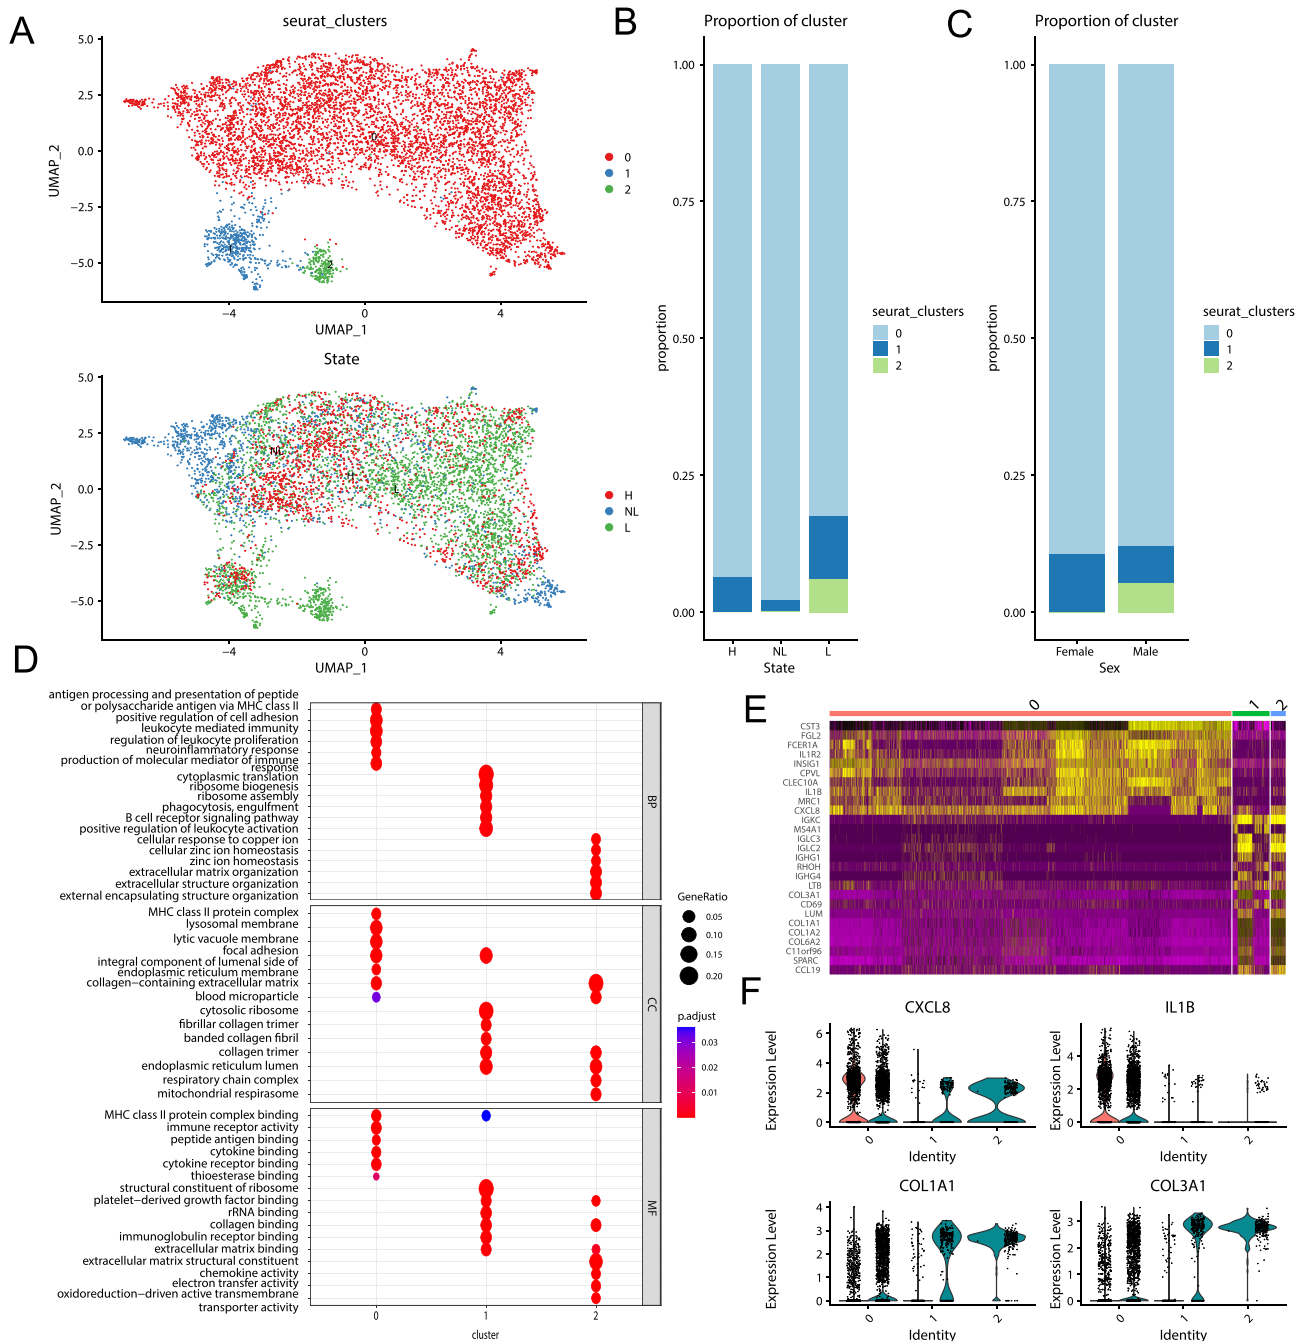 A
seurat_clusters
5.0
2.5
0.0
−2.5
−5.0
UMAP_2
−4
0
4
UMAP_1
0
1
2
0
1
2
State
5.0
2.5
0.0
−2.5
−5.0
UMAP_2
−4
0
4
UMAP_1
NL
H
L
H
NL
L
B
Proportion of cluster
1.00
0.75
0.50
0.25
0.00
proportion
H
NL
L
State
seurat_clusters
0
1
2
C
Proportion of cluster
1.00
0.75
0.50
0.25
0.00
proportion
Female
Male
Sex
seurat_clusters
0
1
2
D
antigen processing and presentation of peptide
or polysaccharide antigen via MHC class II
positive regulation of cell adhesion
leukocyte mediated immunity
regulation of leukocyte proliferation
neuroinflammatory response
production of molecular mediator of immune
response
cytoplasmic translation
ribosome biogenesis
ribosome assembly
phagocytosis, engulfment
B cell receptor signaling pathway
positive regulation of leukocyte activation
cellular response to copper ion
cellular zinc ion homeostasis
zinc ion homeostasis
extracellular matrix organization
extracellular structure organization
external encapsulating structure organization
BP
MHC class II protein complex
lysosomal membrane
lytic vacuole membrane
focal adhesion
integral component of lumenal side of
endoplasmic reticulum membrane
collagen−containing extracellular matrix
blood microparticle
cytosolic ribosome
fibrillar collagen trimer
banded collagen fibril
collagen trimer
endoplasmic reticulum lumen
respiratory chain complex
mitochondrial respirasome
CC
MHC class II protein complex binding
immune receptor activity
peptide antigen binding
cytokine binding
cytokine receptor binding
thioesterase binding
structural constituent of ribosome
platelet−derived growth factor binding
rRNA binding
collagen binding
immunoglobulin receptor binding
extracellular matrix binding
extracellular matrix structural constituent
chemokine activity
electron transfer activity
oxidoreduction−driven active transmembrane
transporter activity
MF
0
1
2
cluster
GeneRatio
0.05
0.10
0.15
0.20
p.adjust
0.03
0.02
0.01
E
0
1
2
CST3
FGL2
FCER1A
IL1R2
INSIG1
CPVL
CLEC10A
IL1B
MRC1
CXCL8
IGKC
MS4A1
IGLC3
IGLC2
IGHG1
RHOH
IGHG4
LTB
COL3A1
CD69
LUM
COL1A1
COL1A2
COL6A2
C11orf96
SPARC
CCL19
F
CXCL8
Expression Level
6
4
2
0
0
1
2
Identity
IL1B
Expression Level
4
2
0
0
1
2
Identity
COL1A1
Expression Level
4
3
2
1
0
0
1
2
Identity
COL3A1
Expression Level
3
2
1
0
0
1
2
Identity